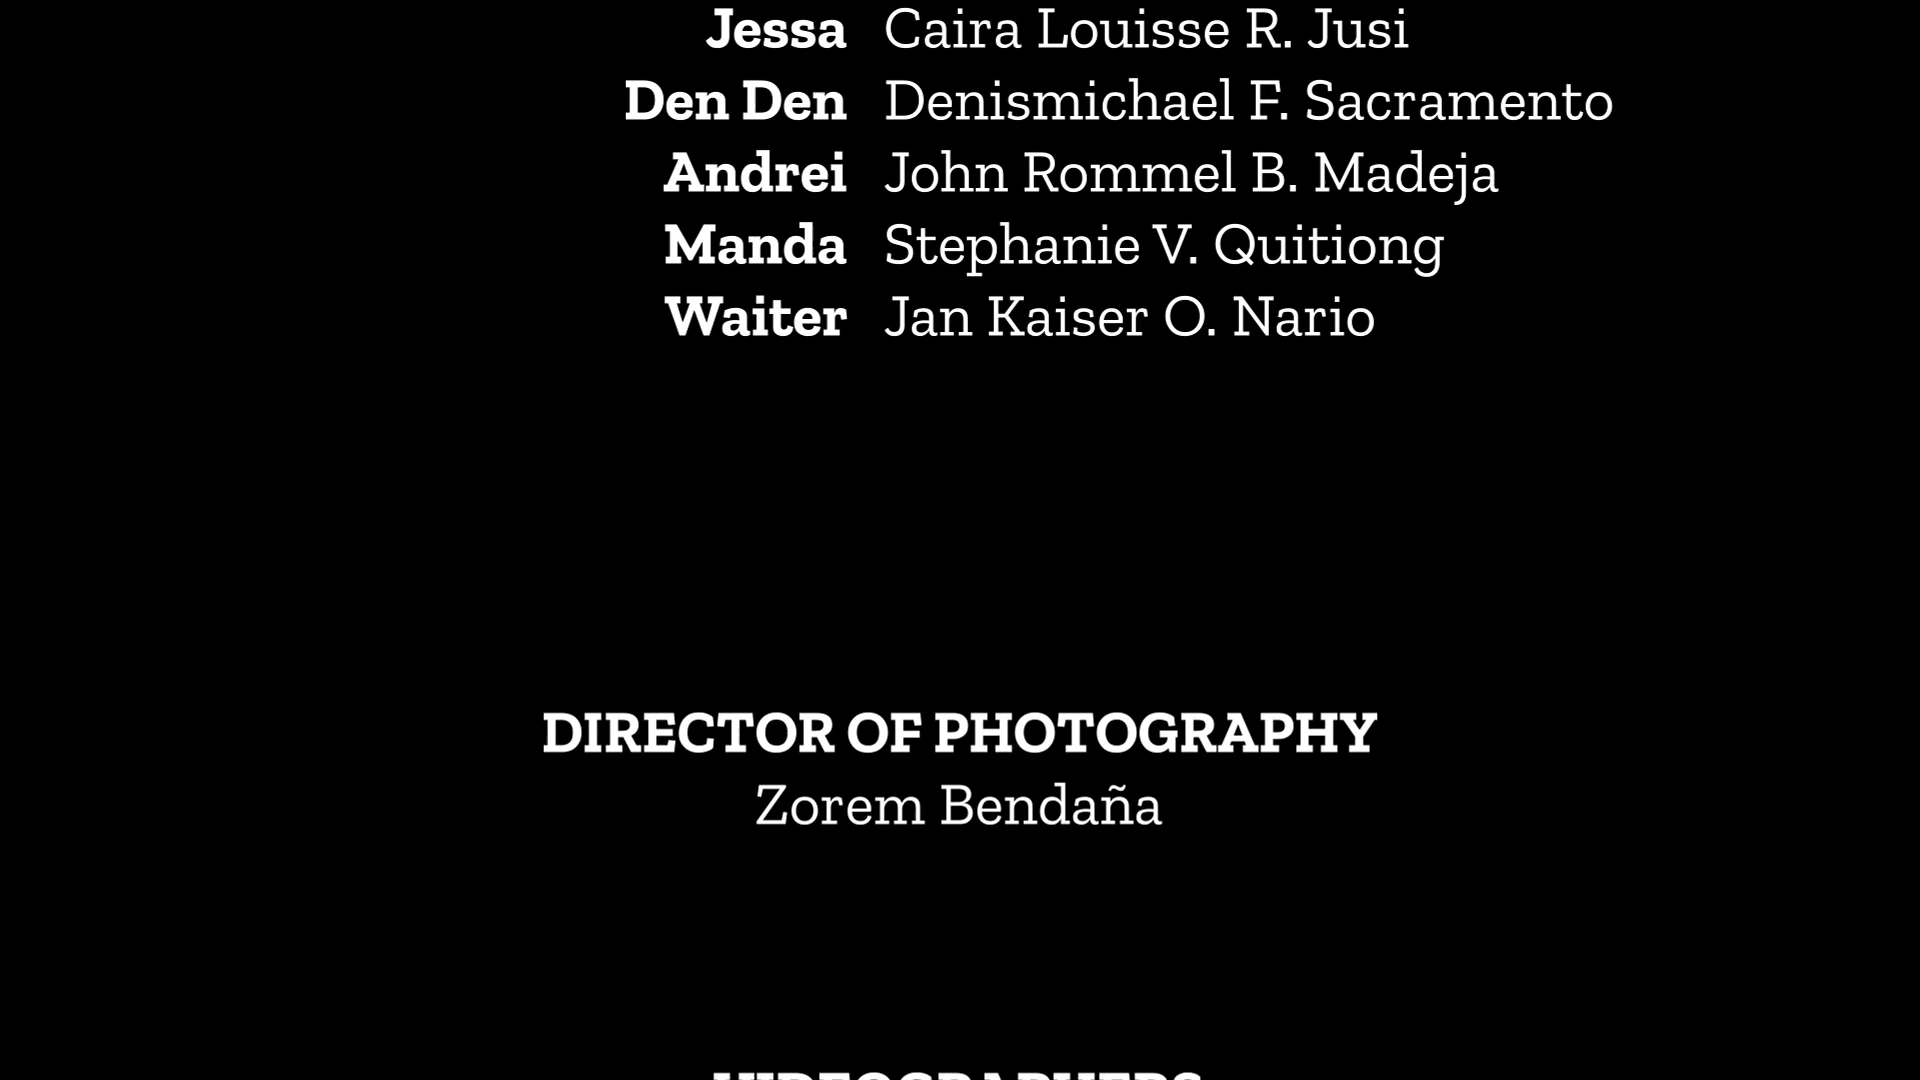 Jessa Caira Louisse R. Jusi
Den Den Denismichael F. Sacramento
Andrei John Rommel B. Madeja
Manda Stephanie V. Quitiong
Waiter Jan Kaiser O. Nario
DIRECTOR OF PHOTOGRAPHY
Zorem Bendaña
VIDEOGRAPHERS